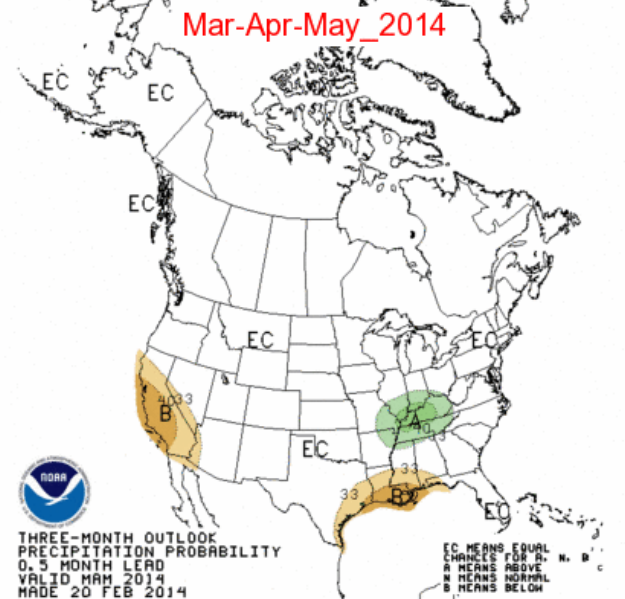 Mar-Apr-May_2014
EC
EC
EC
EC
EC
40 33
B
A
40 33
EC
33
33
B
EC
NOAA
THREE-MONTH OUTLOOK
PRECIPITATION PROBABILITY
0.5 MONTH LEAD
VALID MAM 2014
MADE 20 FEB 2014
EC MEANS EQUAL
CHANCES FOR A, N, B
A MEANS ABOVE
N MEANS NORMAL
B MEANS BELOW